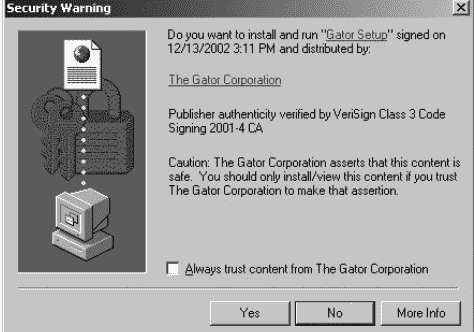 Security Warning
Do you want to install and run "Gator Setup" signed on
12/13/2002 3:11 PM and distributed by:
The Gator Corporation
Publisher authenticity verified by VeriSign Class 3 Code
Signing 2001-4 CA
Caution: The Gator Corporation asserts that this content is
safe. You should only install/view this content if you trust
The Gator Corporation to make that assertion.
Always trust content from The Gator Corporation
Yes No More Info